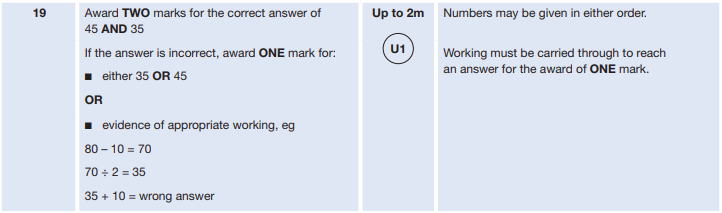 19
Award TWO marks for the correct answer of
45 AND 35
If the answer is incorrect, award ONE mark for:
■ either 35 OR 45
OR
■ evidence of appropriate working, eg
80 – 10 = 70
70 ÷ 2 = 35
35 + 10 = wrong answer
Up to 2m
U1
Numbers may be given in either order.
Working must be carried through to reach
an answer for the award of ONE mark.